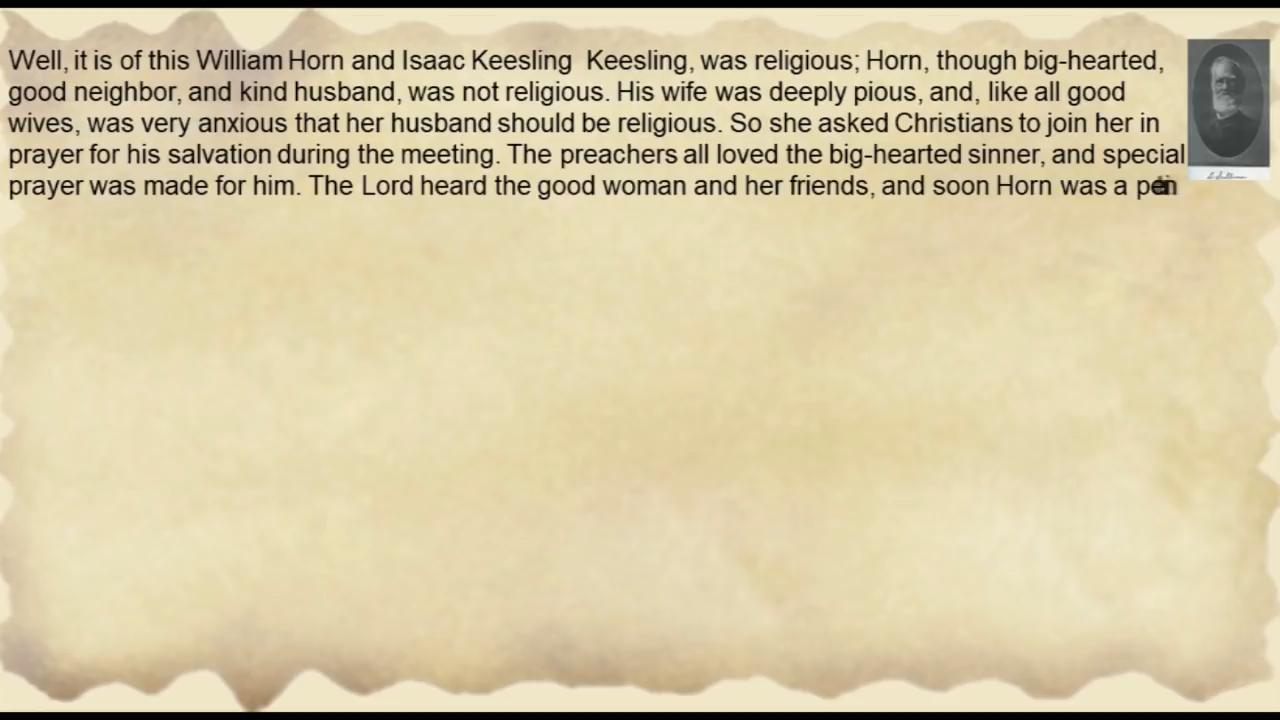 Well, it is of this William Horn and Isaac Keesling  Keesling, was religious; Horn, though big-hearted,
good neighbor, and kind husband, was not religious. His wife was deeply pious, and, like all good
wives, was very anxious that her husband should be religious. So she asked Christians to join her in
prayer for his salvation during the meeting. The preachers all loved the big-hearted sinner, and special
prayer was made for him. The Lord heard the good woman and her friends, and soon Horn was a